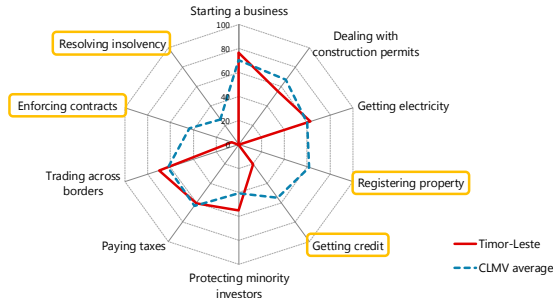 Starting a business
100
80
60
40
20
0
Dealing with
construction permits
Getting electricity
Registering property
Getting credit
Protecting minority
investors
Paying taxes
Trading across
borders
Enforcing contracts
Resolving insolvency
Timor-Leste
CLMV average